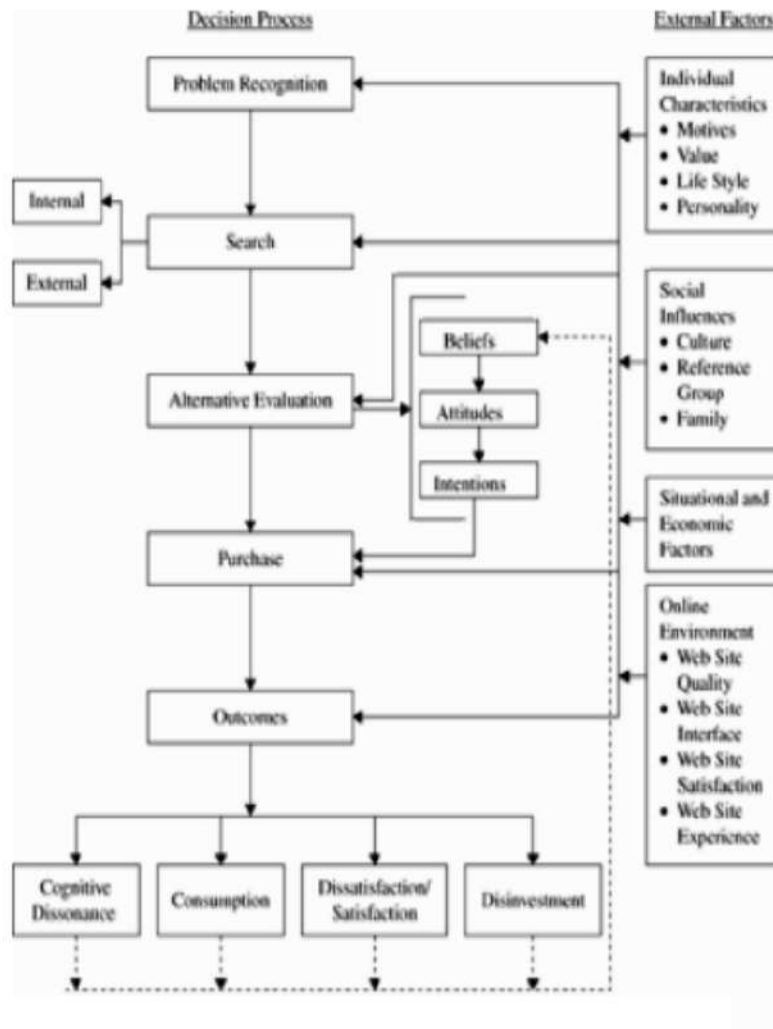 Decision Process
External Factors
Problem Recognition
Individual
Characteristics
• Motives
• Value
• Life Style
• Personality
Internal
Search
External
Social
Influences
• Culture
• Reference
Group
• Family
Beliefs
Alternative Evaluation
Attitudes
Intentions
Situational and
Economic
Factors
Purchase
Online
Environment
• Web Site
Quality
• Web Site
Interface
• Web Site
Satisfaction
• Web Site
Experience
Outcomes
Cognitive
Dissonance
Consumption
Dissatisfaction/
Satisfaction
Disinvestment